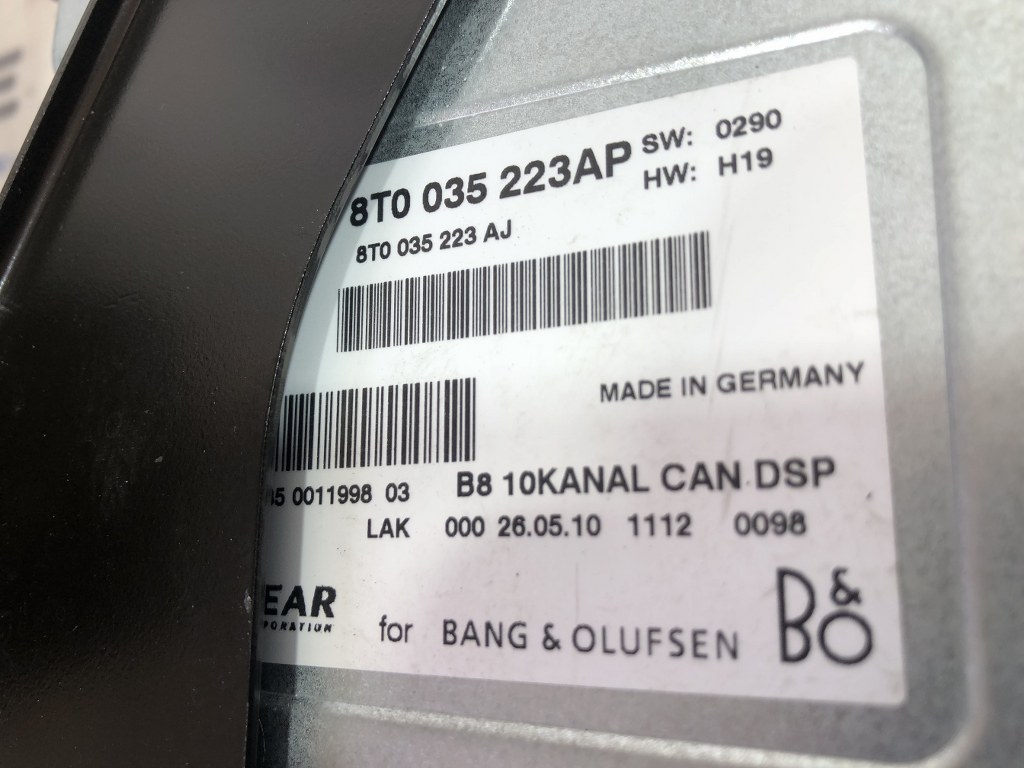 8T0 035 223AP SW: 0290
HW: H19
8T0 035 223 AJ
MADE IN GERMANY
0011998 03 B8 10KANAL CAN DSP
LAK 000 26.05.10 1112 0098
EAR
PORATION
for BANG & OLUFSEN B&O